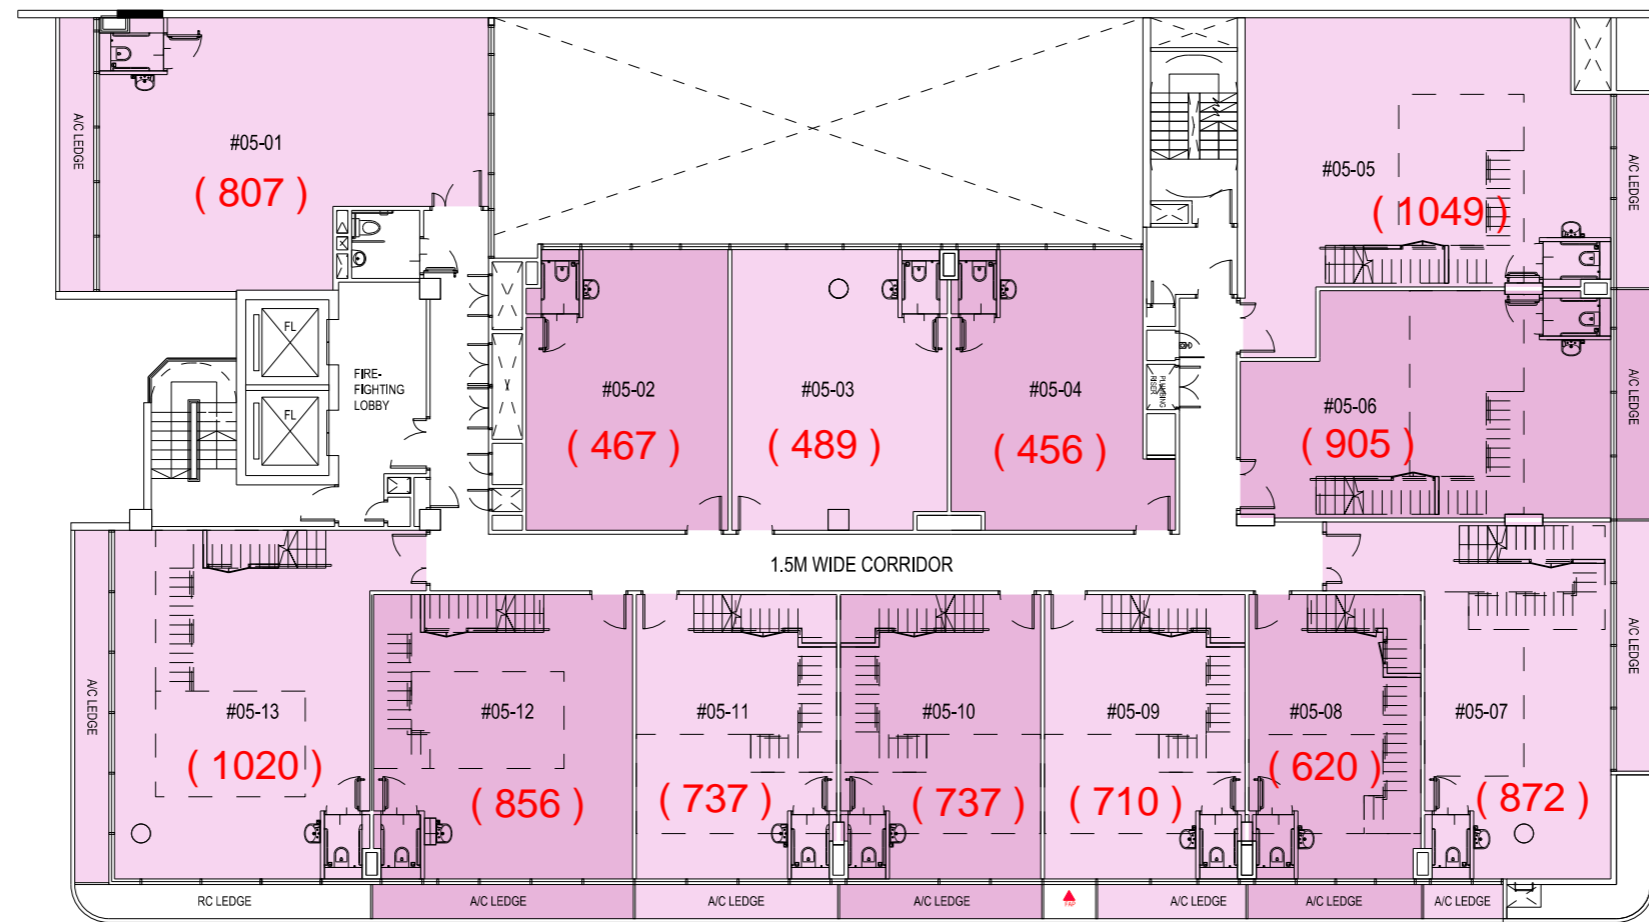 A/C LEDGE
#05-01
( 807 )
#05-05
( 1049 )
A/C LEDGE
FL
FIRE-
FIGHTING
LOBBY
FL
#05-02
( 467 )
#05-03
( 489 )
#05-04
( 456 )
PLUMBING
RISER
#05-06
( 905 )
A/C LEDGE
1.5M WIDE CORRIDOR
A/C LEDGE
#05-13
( 1020 )
#05-12
( 856 )
#05-11
( 737 )
#05-10
( 737 )
#05-09
( 710 )
#05-08
( 620 )
#05-07
( 872 )
A/C LEDGE
RC LEDGE
A/C LEDGE
A/C LEDGE
A/C LEDGE
A/C LEDGE
A/C LEDGE
A/C LEDGE